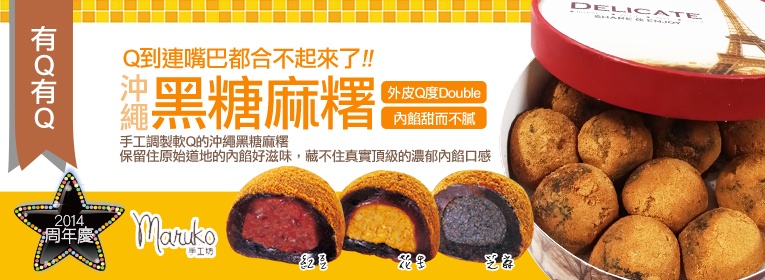 有Q有Q
Q到連嘴巴都合不起來了!!
沖繩
黑糖麻糬
外皮Q度Double
內餡甜而不膩
手工調製軟Q的沖繩黑糖麻糬
保留住原始道地的內餡好滋味，藏不住真實頂級的濃郁內餡口感
2014
周年慶
Maruko
手工坊
紅豆
花生
芝麻
DELICATE
SHARE & ENJOY